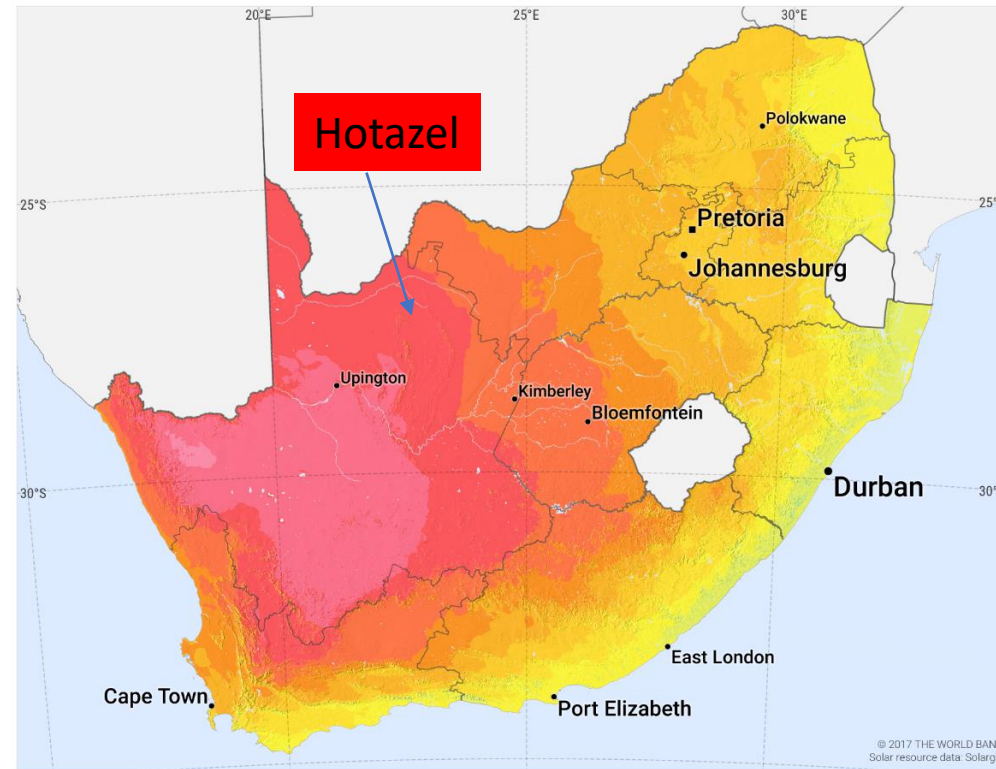 20°E
25°E
30°E
Polokwane
Hotazel
25°S
25°
Pretoria
Johannesburg
Upington
Kimberley
Bloemfontein
30°S
Durban
30°
East London
Cape Town
Port Elizabeth
© 2017 THE WORLD BAN
Solar resource data: Solarg